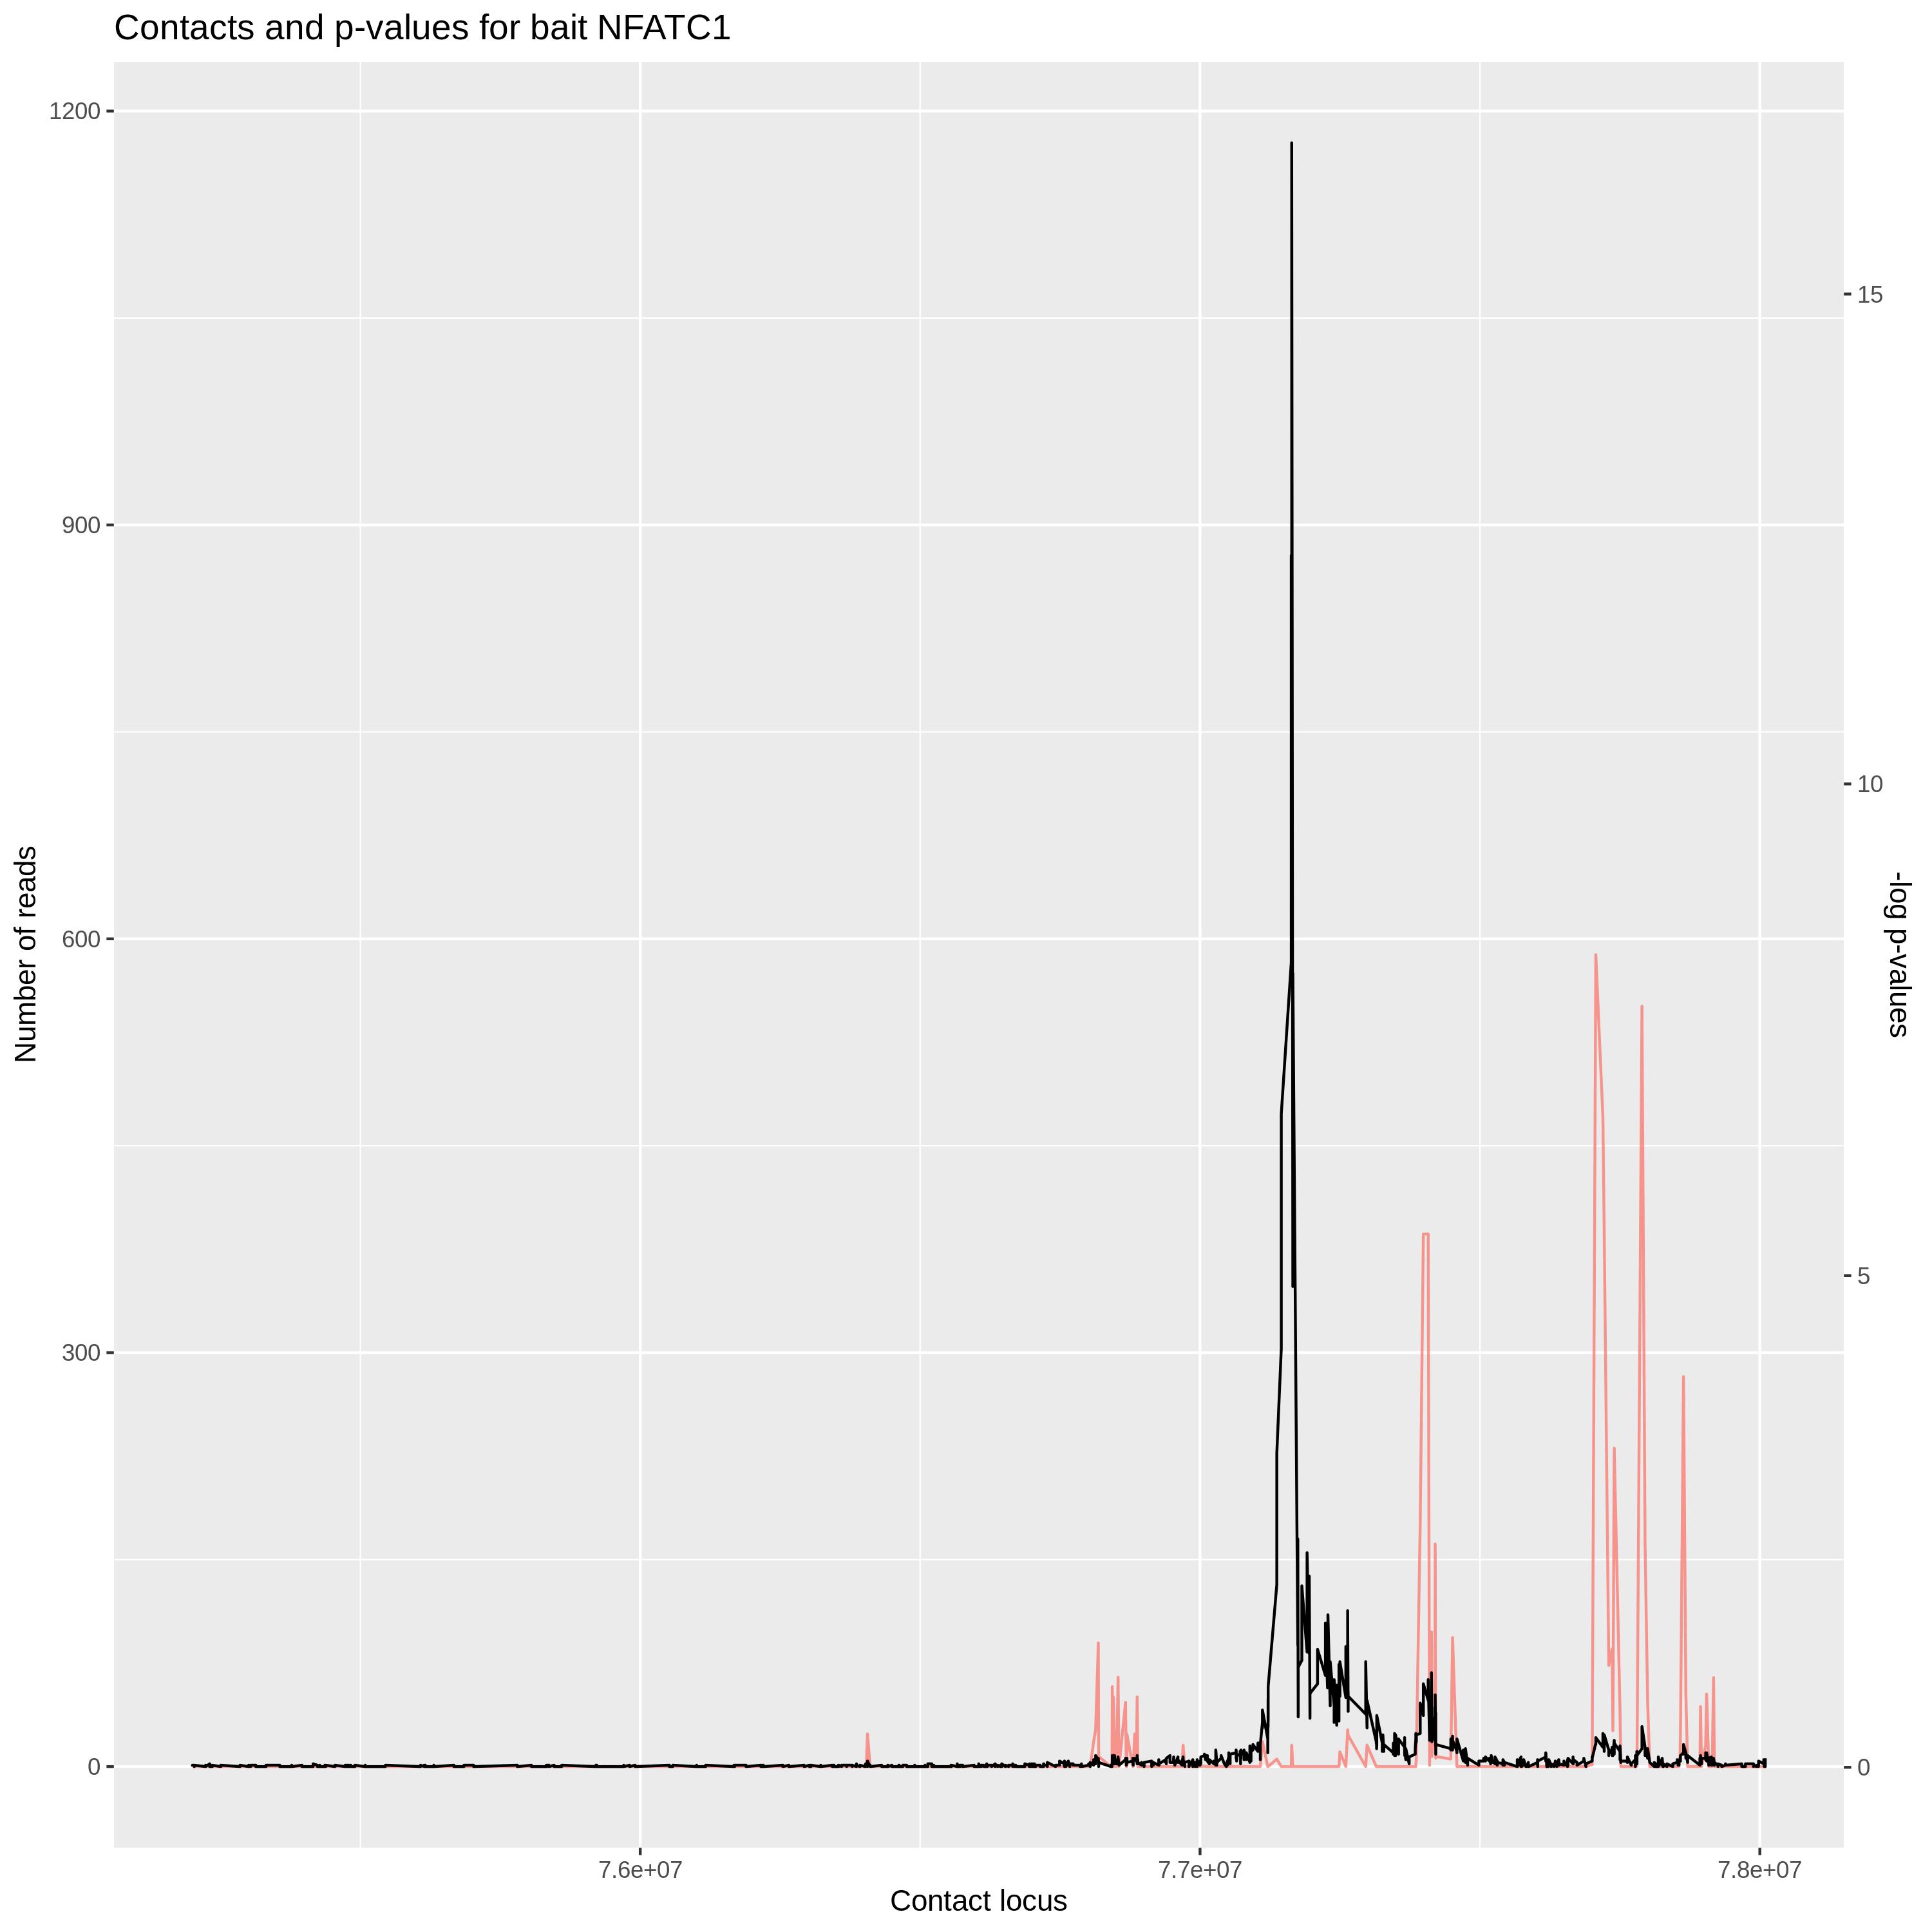 Contacts and p-values for bait NFATC1
1200
900
600
300
0
Number of reads
15
10
5
0
-log p-values
7.6e+07
7.7e+07
7.8e+07
Contact locus